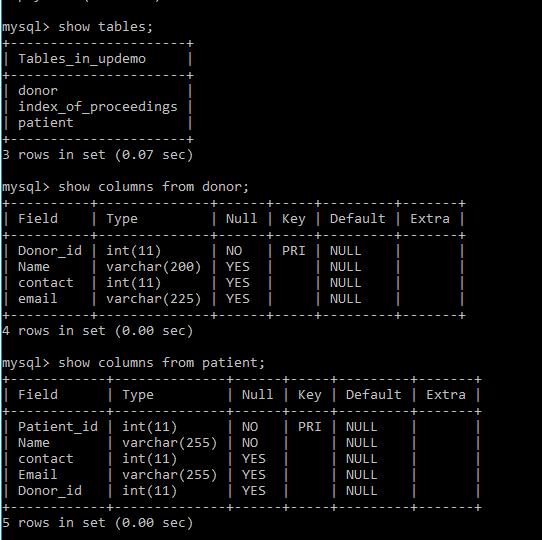 mysql> show tables;
+----------------------+
| Tables_in_updemo     |
+----------------------+
| donor                |
| index_of_proceedings |
| patient              |
+----------------------+
3 rows in set (0.07 sec)
mysql> show columns from donor;
+----------+--------------+------+-----+---------+-------+
| Field    | Type         | Null | Key | Default | Extra |
+----------+--------------+------+-----+---------+-------+
| Donor_id | int(11)      | NO   | PRI | NULL    |       |
| Name     | varchar(200) | YES  |     | NULL    |       |
| contact  | int(11)      | YES  |     | NULL    |       |
| email    | varchar(225) | YES  |     | NULL    |       |
+----------+--------------+------+-----+---------+-------+
4 rows in set (0.00 sec)
mysql> show columns from patient;
+------------+--------------+------+-----+---------+-------+
| Field      | Type         | Null | Key | Default | Extra |
+------------+--------------+------+-----+---------+-------+
| Patient_id | int(11)      | NO   | PRI | NULL    |       |
| Name       | varchar(255) | NO   |     | NULL    |       |
| contact    | int(11)      | YES  |     | NULL    |       |
| Email      | varchar(255) | YES  |     | NULL    |       |
| Donor_id   | int(11)      | YES  |     | NULL    |       |
+------------+--------------+------+-----+---------+-------+
5 rows in set (0.00 sec)